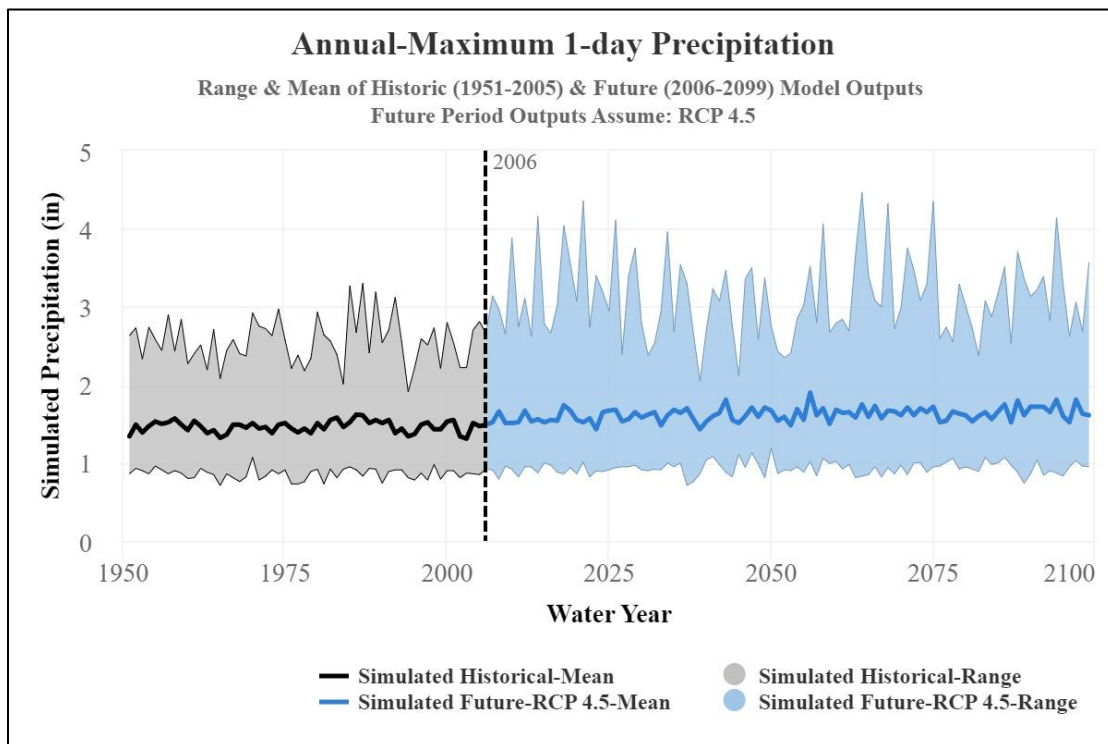 Annual-Maximum 1-day Precipitation
Range & Mean of Historic (1951-2005) & Future (2006-2099) Model Outputs
Future Period Outputs Assume: RCP 4.5
Simulated Precipitation (in)
5
4
3
2
1
0
2006
1950 1975 2000 2025 2050 2075 2100
Water Year
Simulated Historical-Mean Simulated Historical-Range
Simulated Future-RCP 4.5-Mean Simulated Future-RCP 4.5-Range